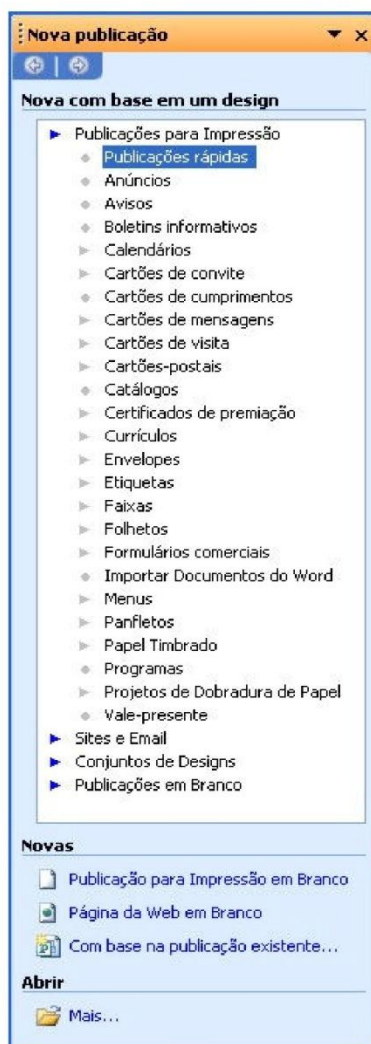 Nova publicação
Nova com base em um design
Publicações para Impressão
Publicações rápidas
Anúncios
Avisos
Boletins informativos
Calendários
Cartões de convite
Cartões de cumprimentos
Cartões de mensagens
Cartões de visita
Cartões-postais
Catálogos
Certificados de premiação
Currículos
Envelopes
Etiquetas
Faixas
Folhetos
Formulários comerciais
Importar Documentos do Word
Menus
Panfletos
Papel Timbrado
Programas
Projetos de Dobradura de Papel
Vale-presente
Sites e Email
Conjuntos de Designs
Publicações em Branco
Novas
Publicação para Impressão em Branco
Página da Web em Branco
Com base na publicação existente...
Abrir
Mais...